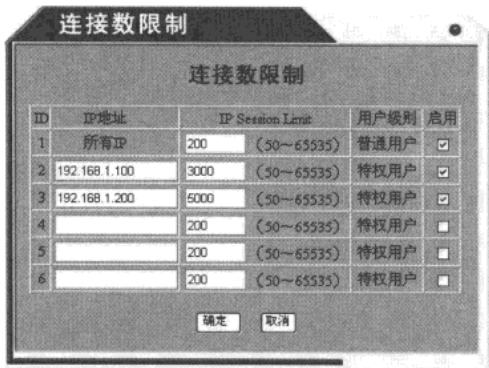 连接数限制
连接数限制
ID IP地址 IP Session Limit 用户级别 启用
1 所有IP 200 (50～65535) 普通用户
2 192.168.1.100 3000 (50～65535) 特权用户
3 192.168.1.200 5000 (50～65535) 特权用户
4 200 (50～65535) 特权用户
5 200 (50～65535) 特权用户
6 200 (50～65535) 特权用户
确定 取消